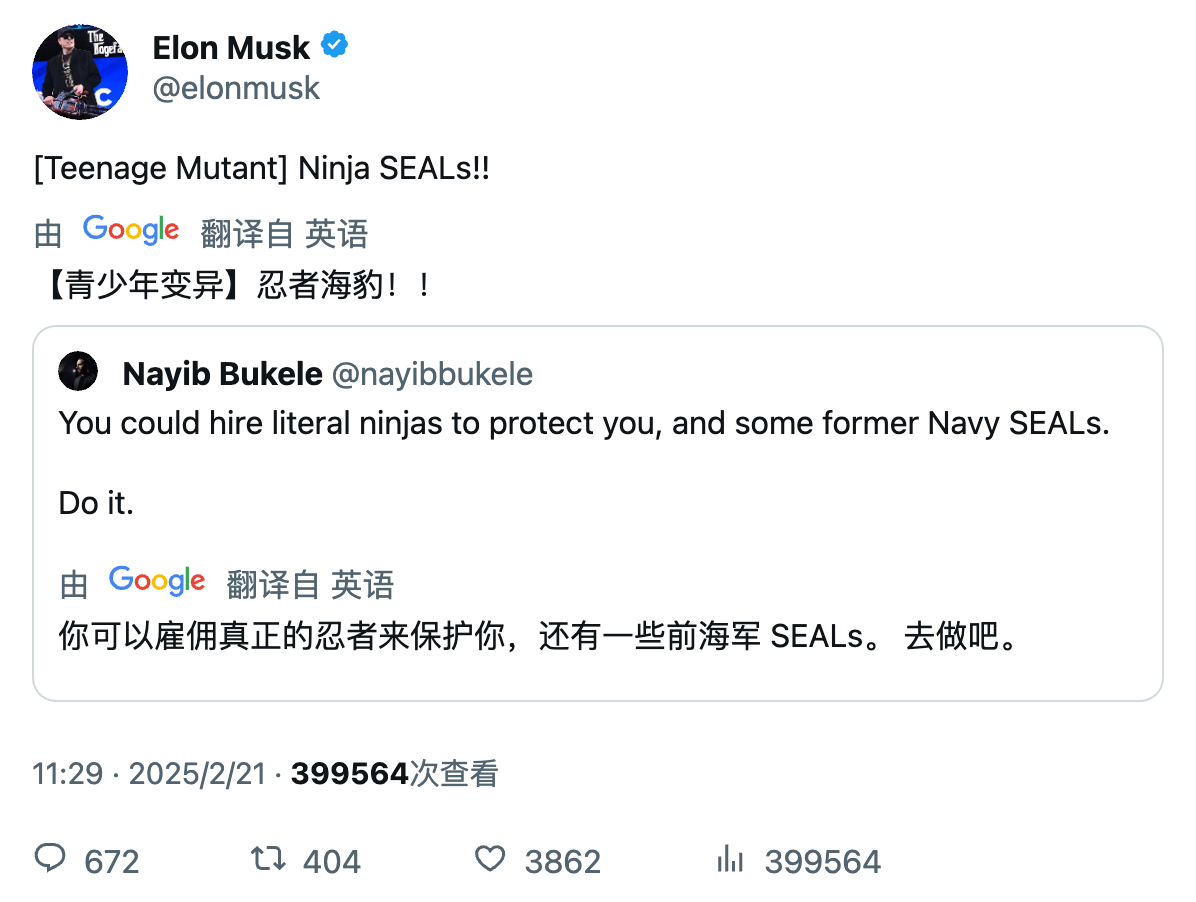 The
DogeFa
C
Elon Musk
@elonmusk
[Teenage Mutant] Ninja SEALs!!
由 Google 翻译自 英语
【青少年变异】忍者海豹！！
Nayib Bukele @nayibbukele
You could hire literal ninjas to protect you, and some former Navy SEALs.
Do it.
由 Google 翻译自 英语
你可以雇佣真正的忍者来保护你，还有一些前海军 SEALs。 去做吧。
11:29 · 2025/2/21 · 399564次查看
672 404 3862 399564